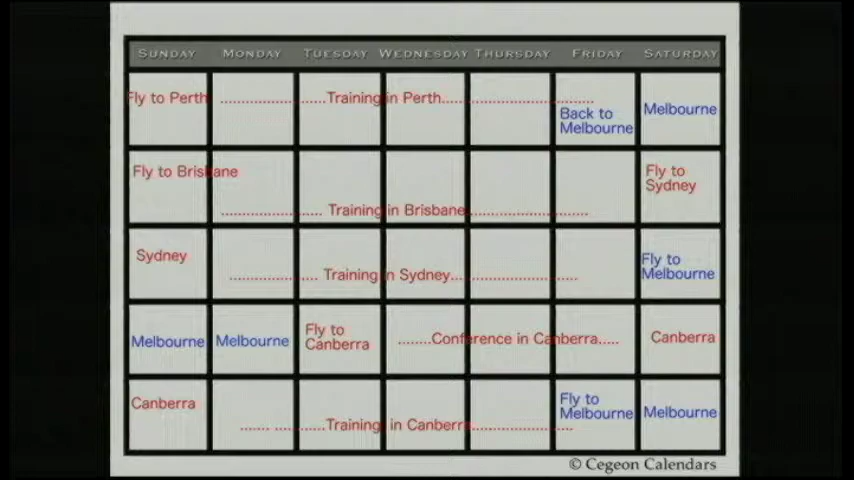 SUNDAY MONDAY TUESDAY WEDNESDAY THURSDAY FRIDAY SATURDAY
Fly to Perth ......................Training in Perth................................
Back to
Melbourne
Melbourne
Fly to Brisbane
Fly to
Sydney
..................... Training in Brisbane.........................
Sydney
.................. Training in Sydney..........................
Fly to
Melbourne
Melbourne
Melbourne
Fly to
Canberra
.......Conference in Canberra.....
Canberra
Canberra
...... ..........Training in Canberra.....................
Fly to
Melbourne
Melbourne
© Cegeon Calendars